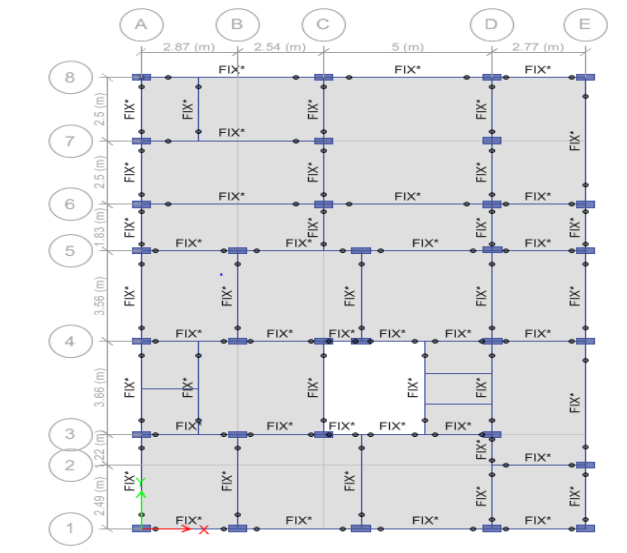 A B C D E
2.87 (m) 2.54 (m) 5 (m) 2.77 (m)
8 FIX* FIX* FIX*
2.5 (m) FIX* FIX* FIX* FIX*
7 FIX* FIX*
2.5 (m) FIX* FIX* FIX*
6 FIX* FIX* FIX*
1.83 (m) FIX* FIX* FIX*
5 FIX* FIX* FIX* FIX*
3.56 (m) FIX* FIX* FIX* FIX* FIX*
4 FIX* FIX* FIX* FIX* FIX* FIX*
3.66 (m) FIX* FIX* FIX* FIX* FIX* FIX*
3 FIX* FIX* FIX* FIX* FIX*
1.22 (m) FIX*
2 FIX*
2.49 (m) FIX* FIX* FIX* FIX* FIX*
Y
1 FIX* X FIX* FIX* FIX*